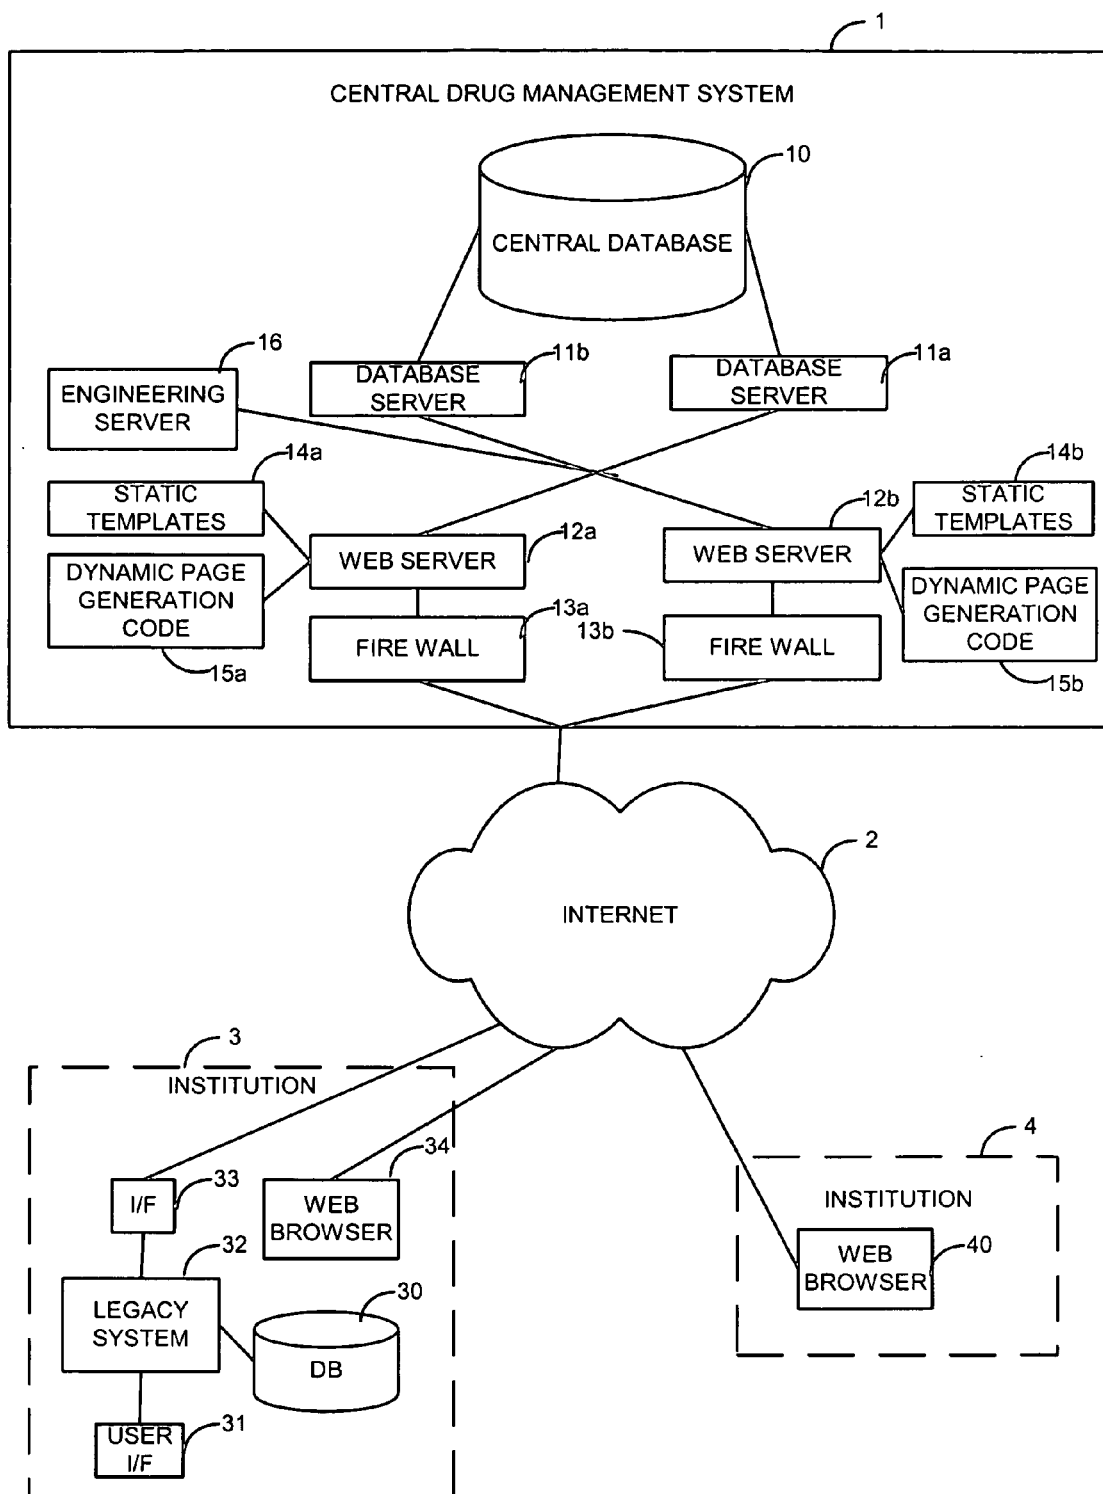 1
CENTRAL DRUG MANAGEMENT SYSTEM
10
CENTRAL DATABASE
16
ENGINEERING
SERVER
11b
DATABASE
SERVER
11a
DATABASE
SERVER
14a
STATIC
TEMPLATES
14b
STATIC
TEMPLATES
12a
WEB SERVER
12b
WEB SERVER
DYNAMIC PAGE
GENERATION
CODE
15a
DYNAMIC PAGE
GENERATION
CODE
15b
13a
FIRE WALL
13b
FIRE WALL
2
INTERNET
3
INSTITUTION
33
I/F
34
WEB
BROWSER
32
LEGACY
SYSTEM
30
DB
31
USER
I/F
4
INSTITUTION
WEB
BROWSER
40